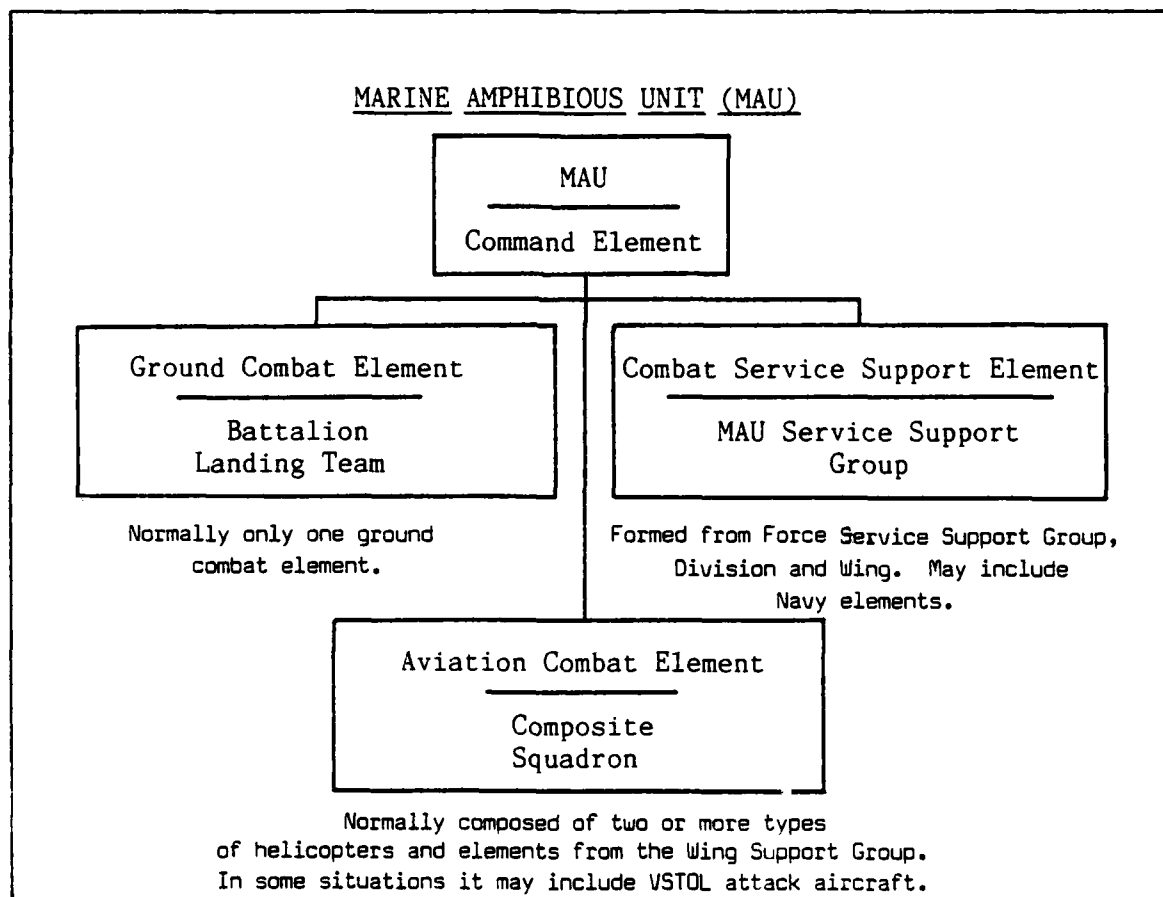 MARINE AMPHIBIOUS UNIT (MAU)
MAU
Command Element
Ground Combat Element
Battalion
Landing Team
Normally only one ground
combat element.
Combat Service Support Element
MAU Service Support
Group
Formed from Force Service Support Group,
Division and Wing. May include
Navy elements.
Aviation Combat Element
Composite
Squadron
Normally composed of two or more types
of helicopters and elements from the Wing Support Group.
In some situations it may include VSTOL attack aircraft.